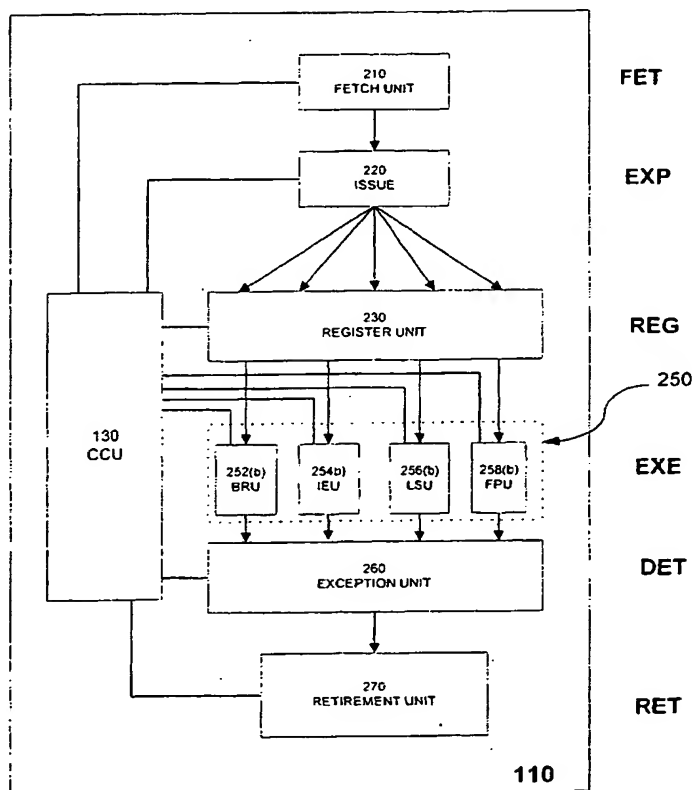 210
FETCH UNIT
FET
220
ISSUE
EXP
230
REGISTER UNIT
REG
250
130
CCU
252(b)
BRU
254b)
IEU
256(b)
LSU
258(b)
FPU
EXE
260
EXCEPTION UNIT
DET
270
RETIREMENT UNIT
RET
110